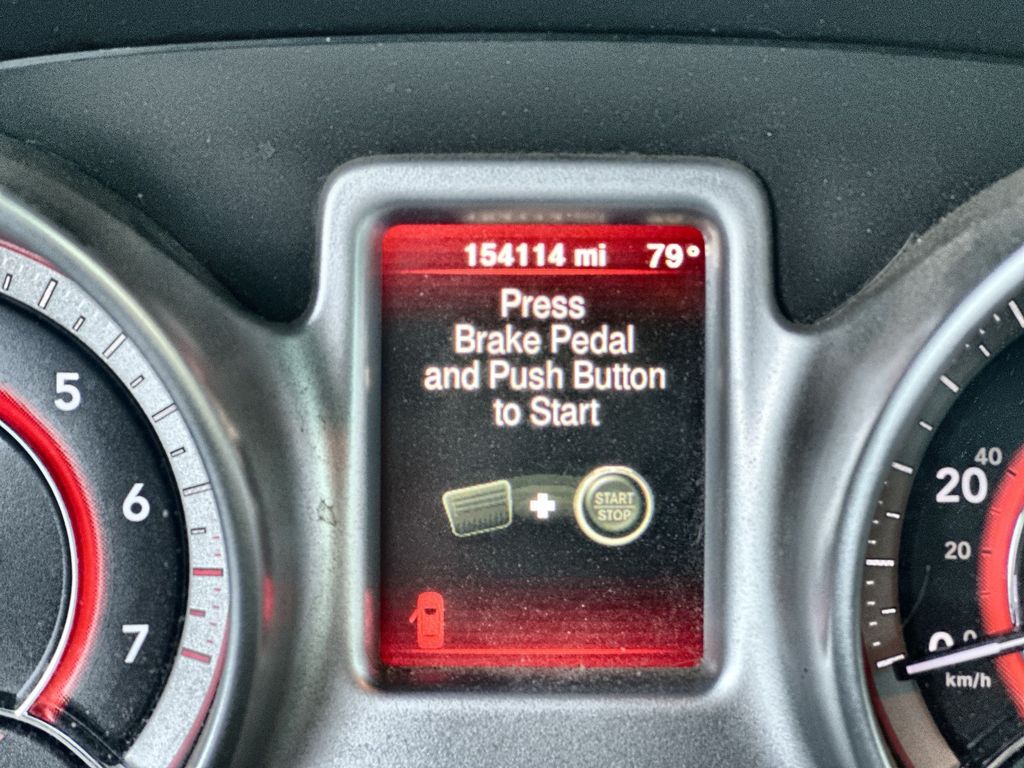 154114 mi 79°
Press
Brake Pedal
and Push Button
to Start
START
STOP
5
6
7
40
20
20
0 0
km/h